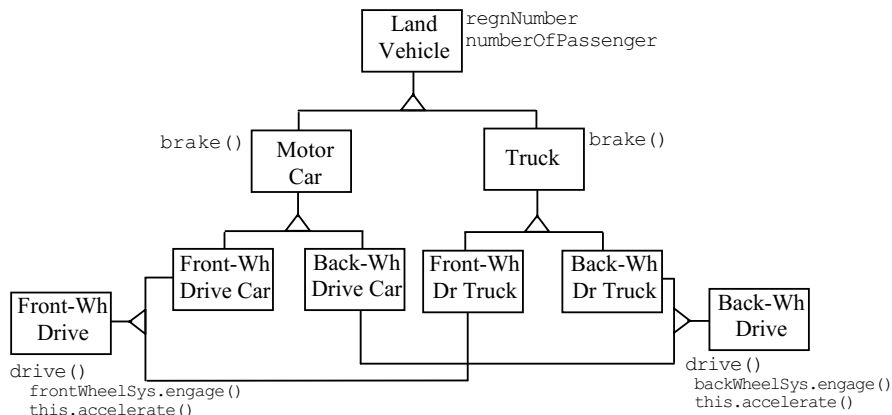 Land
Vehicle
regnNumber
numberOfPassenger
brake()
Motor
Car
Truck
brake()
Front-Wh
Drive Car
Back-Wh
Drive Car
Front-Wh
Dr Truck
Back-Wh
Dr Truck
Front-Wh
Drive
Back-Wh
Drive
drive()
frontWheelSys.engage()
this.accelerate()
drive()
backWheelSys.engage()
this.accelerate()